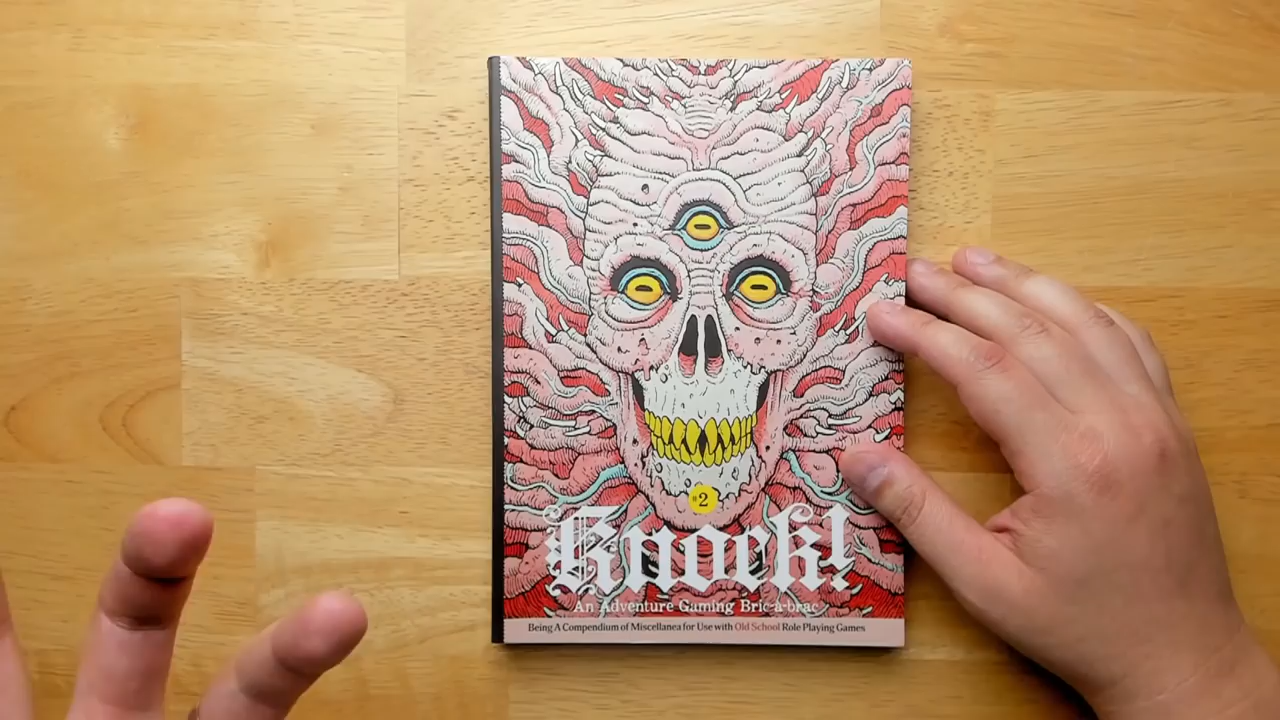 #2
Knock!
An Adventure Gaming Bric-à-brac
Being A Compendium of Miscellanea for Use with Old School Role Playing Games